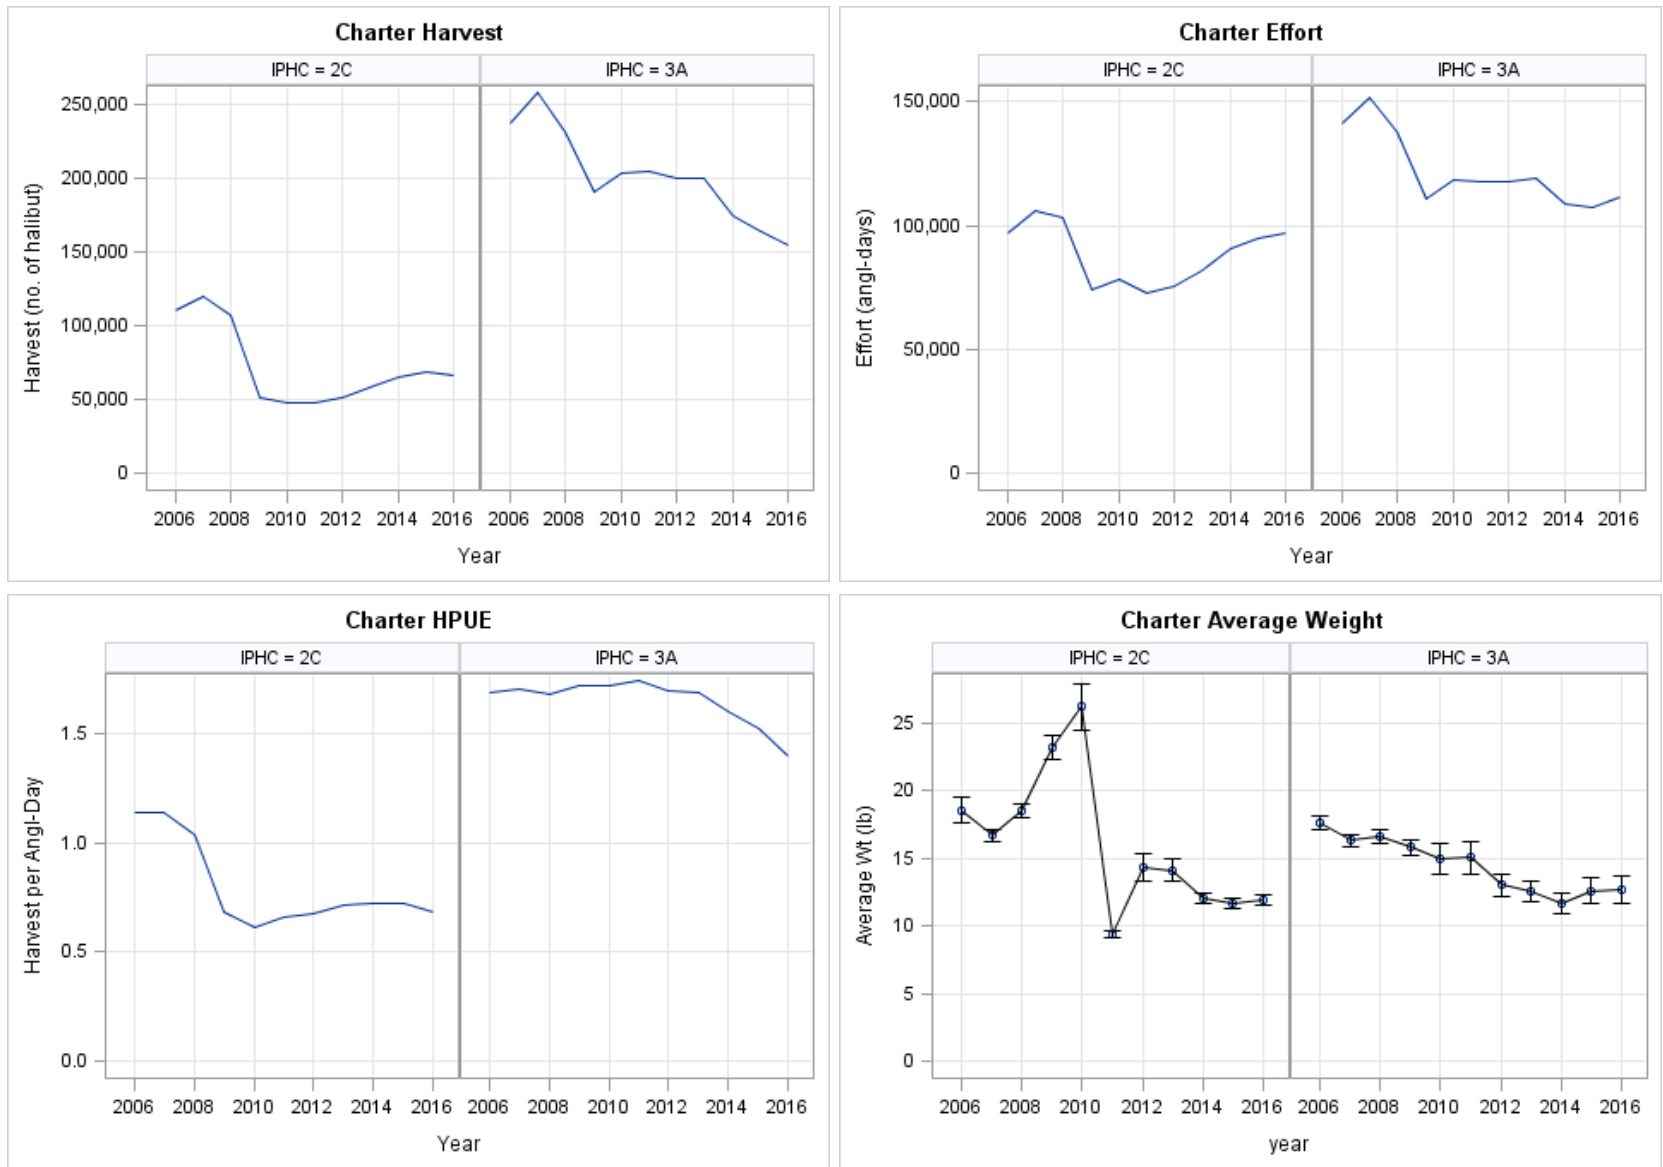 Charter Harvest
IPHC = 2C IPHC = 3A
Harvest (no. of halibut)
250,000
200,000
150,000
100,000
50,000
0
2006 2008 2010 2012 2014 2016 2006 2008 2010 2012 2014 2016
Year
Charter Effort
IPHC = 2C IPHC = 3A
Effort (angl-days)
150,000
100,000
50,000
0
2006 2008 2010 2012 2014 2016 2006 2008 2010 2012 2014 2016
Year
Charter HPUE
IPHC = 2C IPHC = 3A
Harvest per Angl-Day
1.5
1.0
0.5
0.0
2006 2008 2010 2012 2014 2016 2006 2008 2010 2012 2014 2016
Year
Charter Average Weight
IPHC = 2C IPHC = 3A
Average Wt (lb)
25
20
15
10
5
0
2006 2008 2010 2012 2014 2016 2006 2008 2010 2012 2014 2016
year